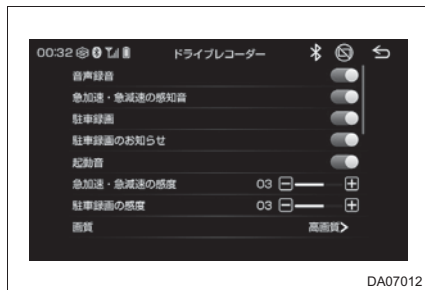 00:32 ドライブレコーダー
音声録音
急加速・急減速の感知音
駐車録画
駐車録画のお知らせ
起動音
急加速・急減速の感度 03
駐車録画の感度 03
画質 高画質>
DA07012